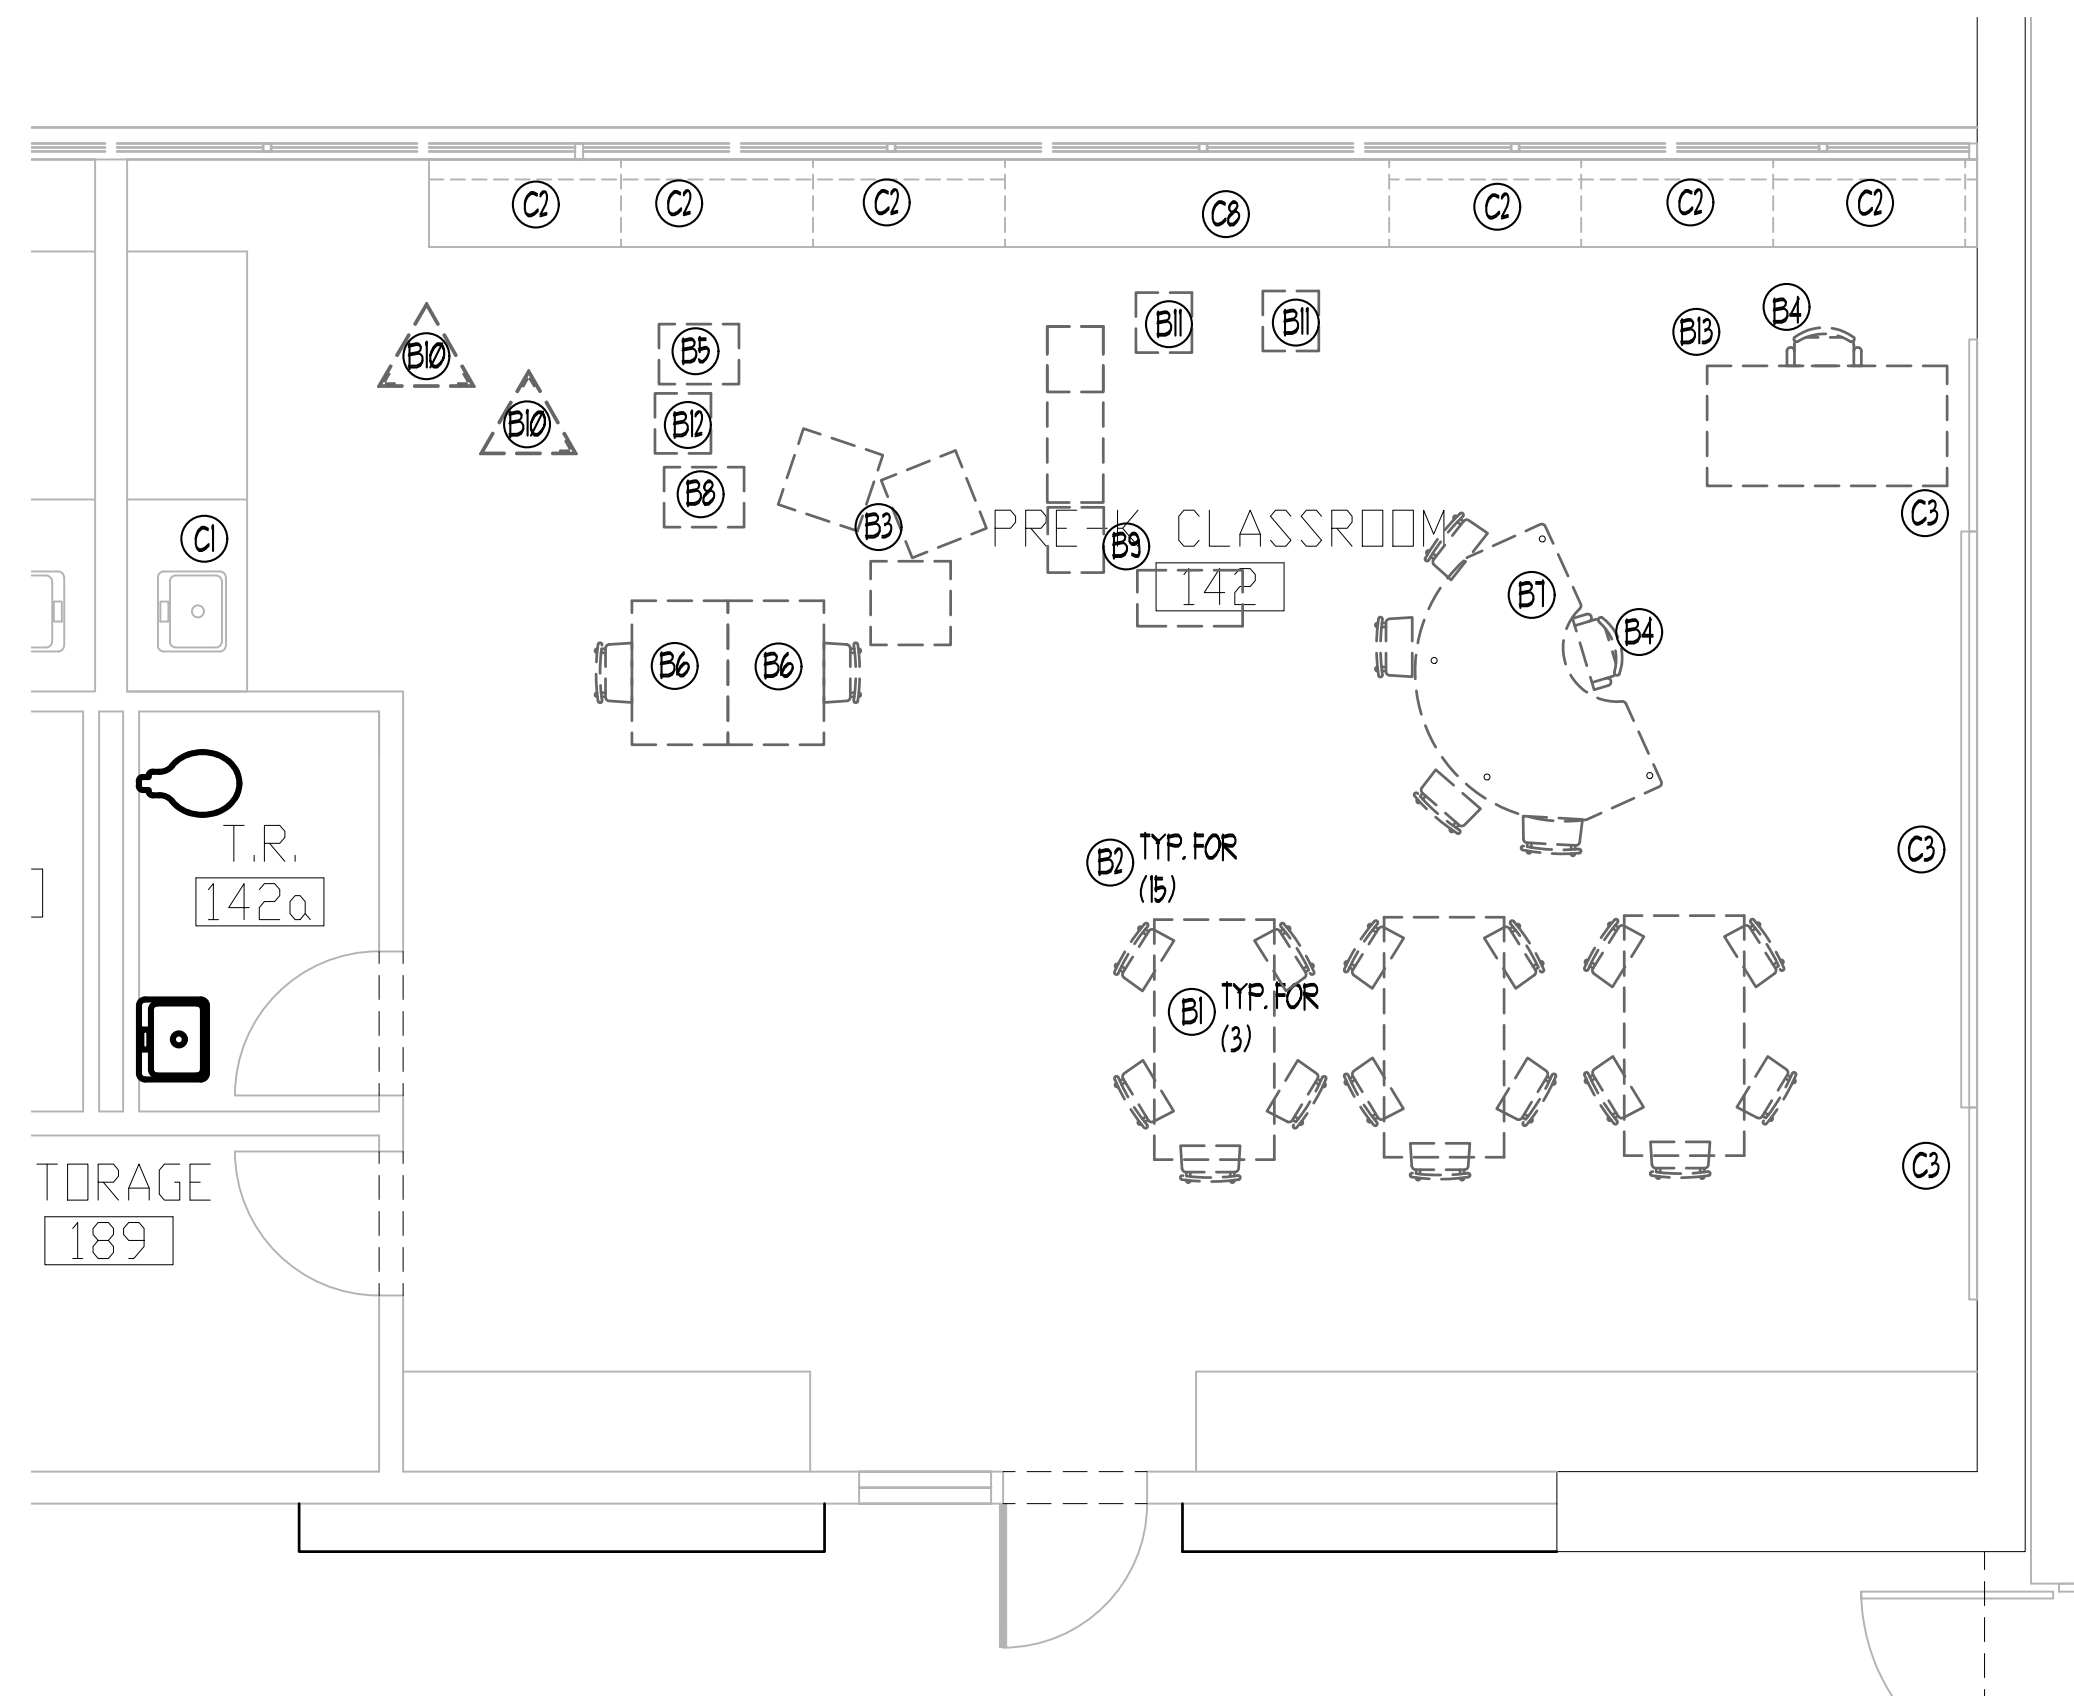 C2
C2
C2
C8
C2
C2
C2
B10
B10
B5
B12
B8
B11
B11
B13
B4
C1
B3
PRE-K CLASSROOM
B9
142
C3
B7
B4
B6
B6
T.R.
142a
B2 TYP. FOR
(15)
C3
B1 TYP. FOR
(3)
TORAGE
189
C3